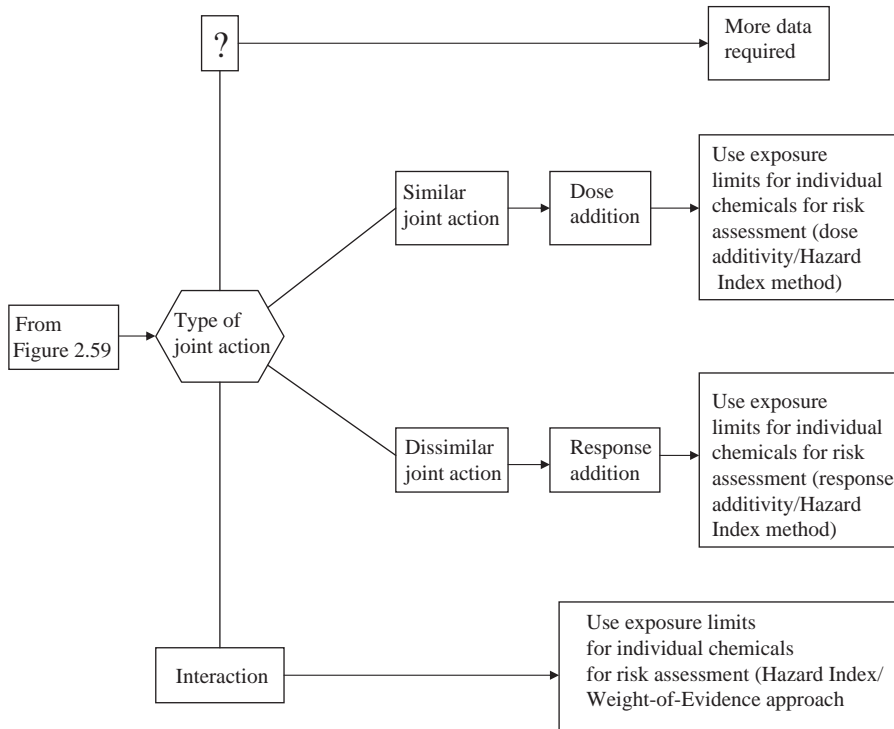 ?
More data
required
Similar
joint action
Dose
addition
Use exposure
limits for individual
chemicals for risk
assessment (dose
additivity/Hazard
Index method)
From
Figure 2.59
Type of
joint action
Dissimilar
joint action
Response
addition
Use exposure
limits for individual
chemicals for risk
assessment (response
additivity/Hazard
Index method)
Interaction
Use exposure limits
for individual chemicals
for risk assessment (Hazard Index/
Weight-of-Evidence approach